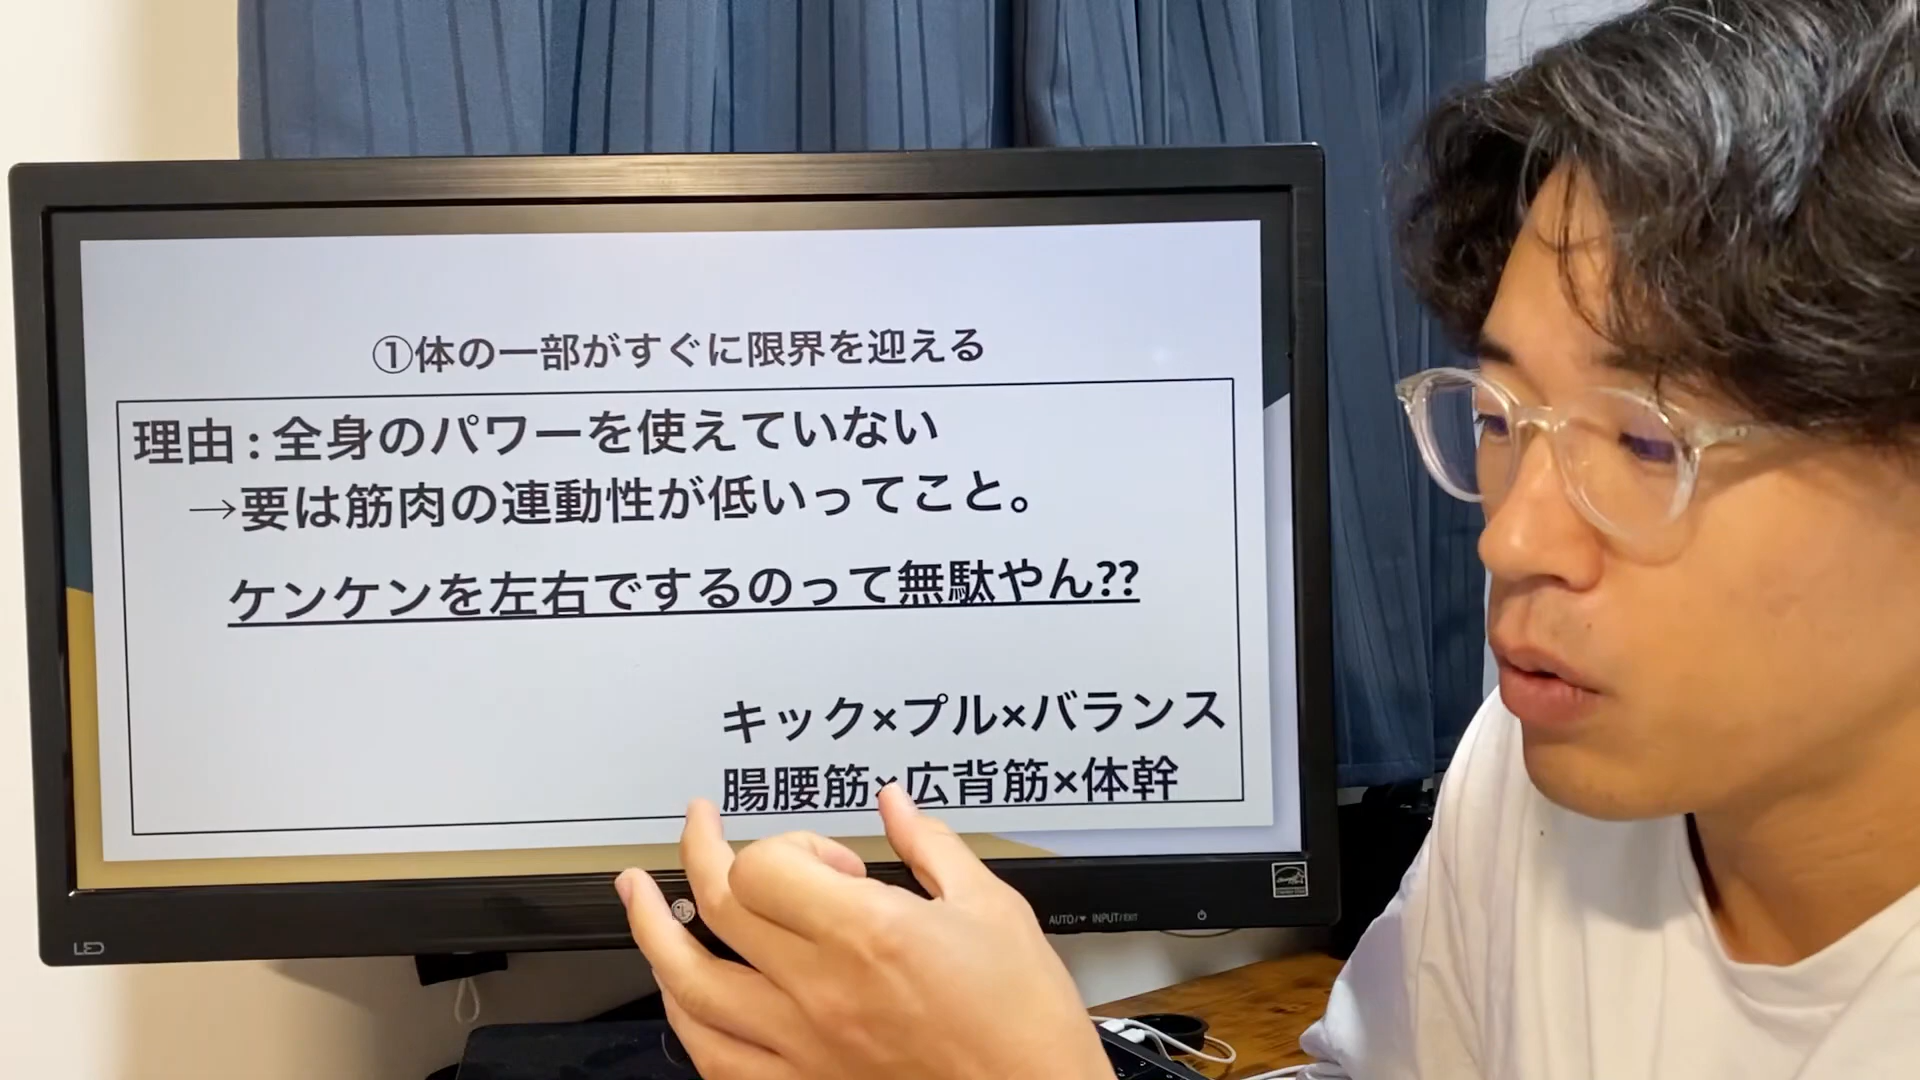 ①体の一部がすぐに限界を迎える
理由:全身のパワーを使えていない
→要は筋肉の連動性が低いってこと。
ケンケンを左右でするのって無駄やん??
キック×プル×バランス
腸腰筋×広背筋×体幹
LED
AUTO/ INPUT/EXIT